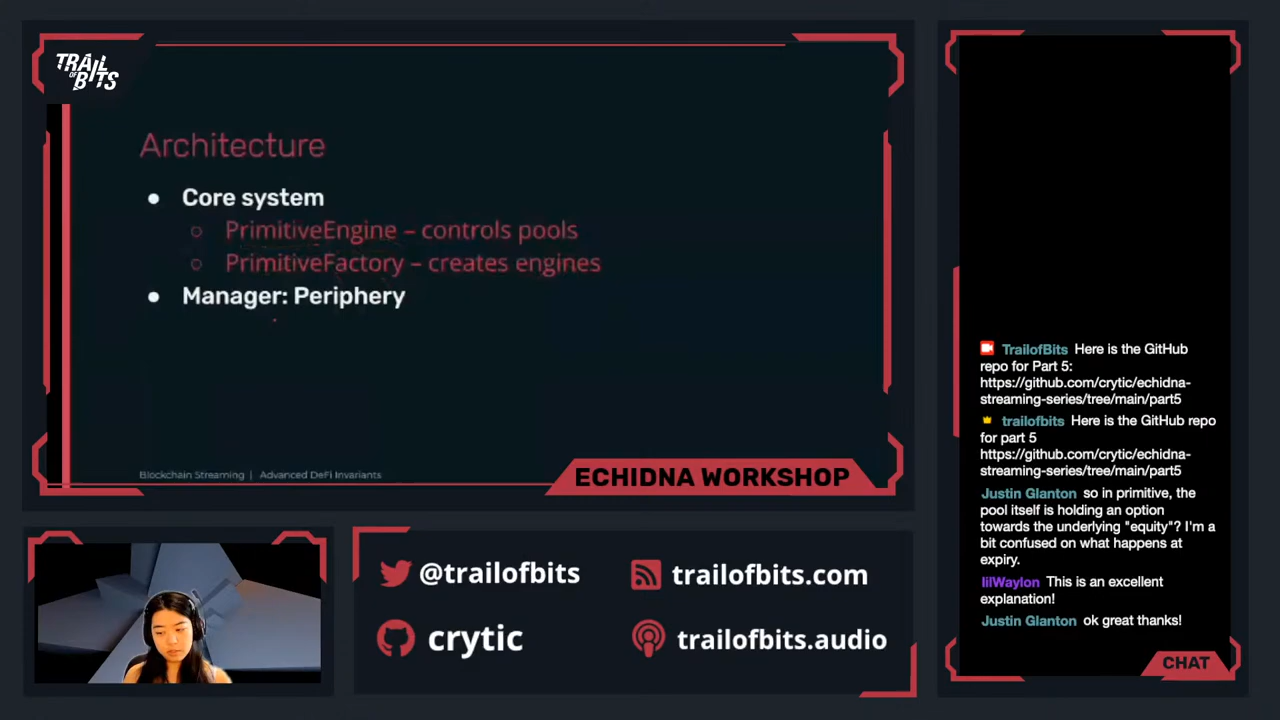 TRAIL
OF
BITS
Architecture
● Core system
○ PrimitiveEngine – controls pools
○ PrimitiveFactory – creates engines
● Manager: Periphery
Blockchain Streaming | Advanced DeFi Invariants
ECHIDNA WORKSHOP
@trailofbits
trailofbits.com
crytic
trailofbits.audio
TrailofBits Here is the GitHub
repo for Part 5:
https://github.com/crytic/echidna-
streaming-series/tree/main/part5
trailofbits Here is the GitHub repo
for part 5
https://github.com/crytic/echidna-
streaming-series/tree/main/part5
Justin Glanton so in primitive, the
pool itself is holding an option
towards the underlying "equity"? I'm a
bit confused on what happens at
expiry.
lilWaylon This is an excellent
explanation!
Justin Glanton ok great thanks!
CHAT